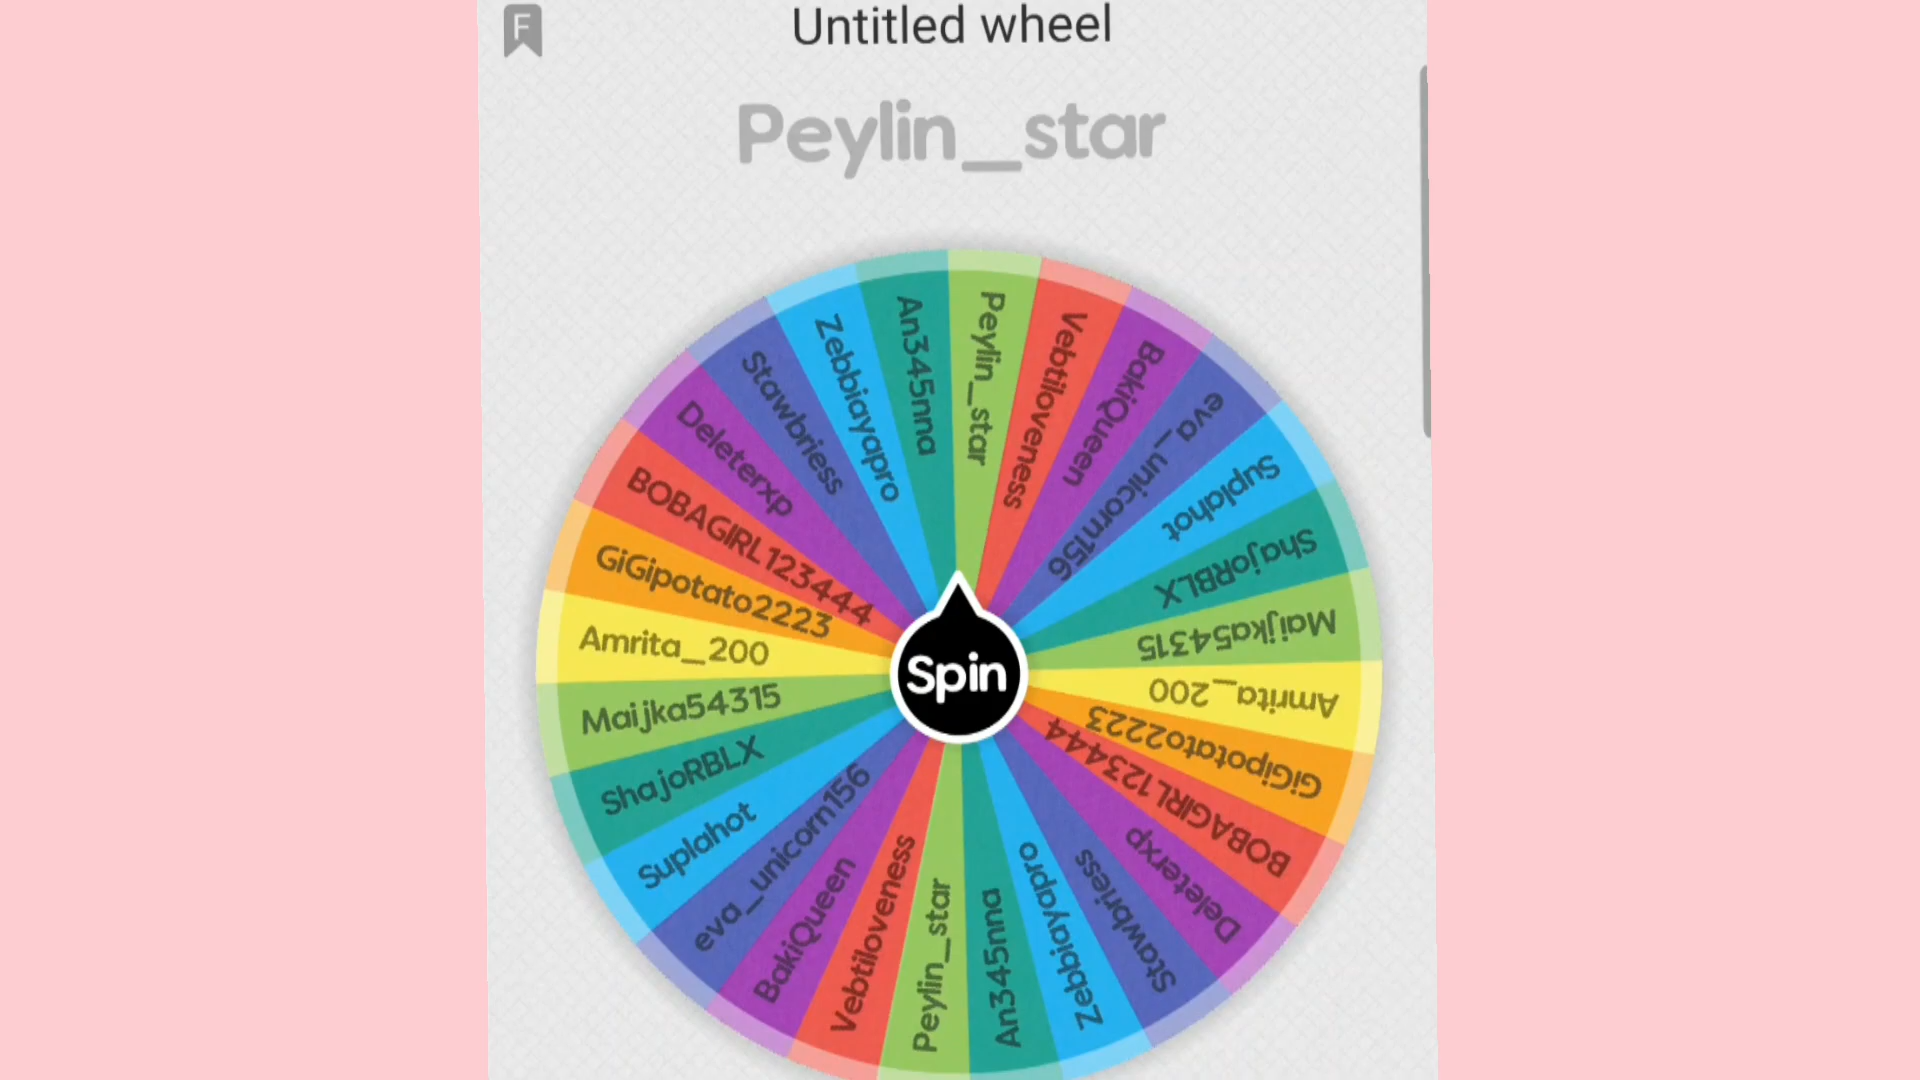 F
Untitled wheel
Peylin_star
Peylin_star
Vebtiloveness
BakiQueen
eva_unicorn156
Suplahot
ShajoRBLX
Maijka54315
Amrita_200
GiGipotato2223
BOBAGIRL123444
Deleterxp
Stawbriess
Zebbiayapro
An345nna
Peylin_star
Vebtiloveness
BakiQueen
eva_unicorn156
Suplahot
ShajoRBLX
Maijka54315
Amrita_200
GiGipotato2223
BOBAGIRL123444
Deleterxp
Stawbriess
Zebbiayapro
An345nna
Spin